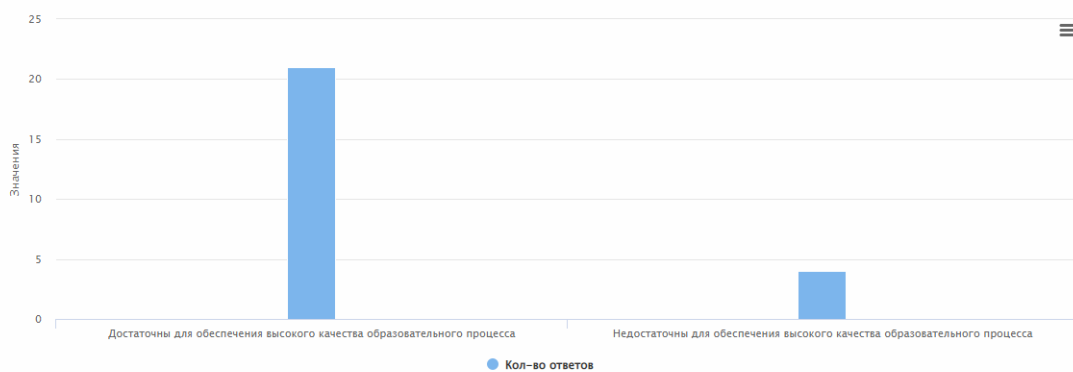 25
20
15
10
5
0
Значения
Достаточны для обеспечения высокого качества образовательного процесса
Недостаточны для обеспечения высокого качества образовательного процесса
Кол-во ответов